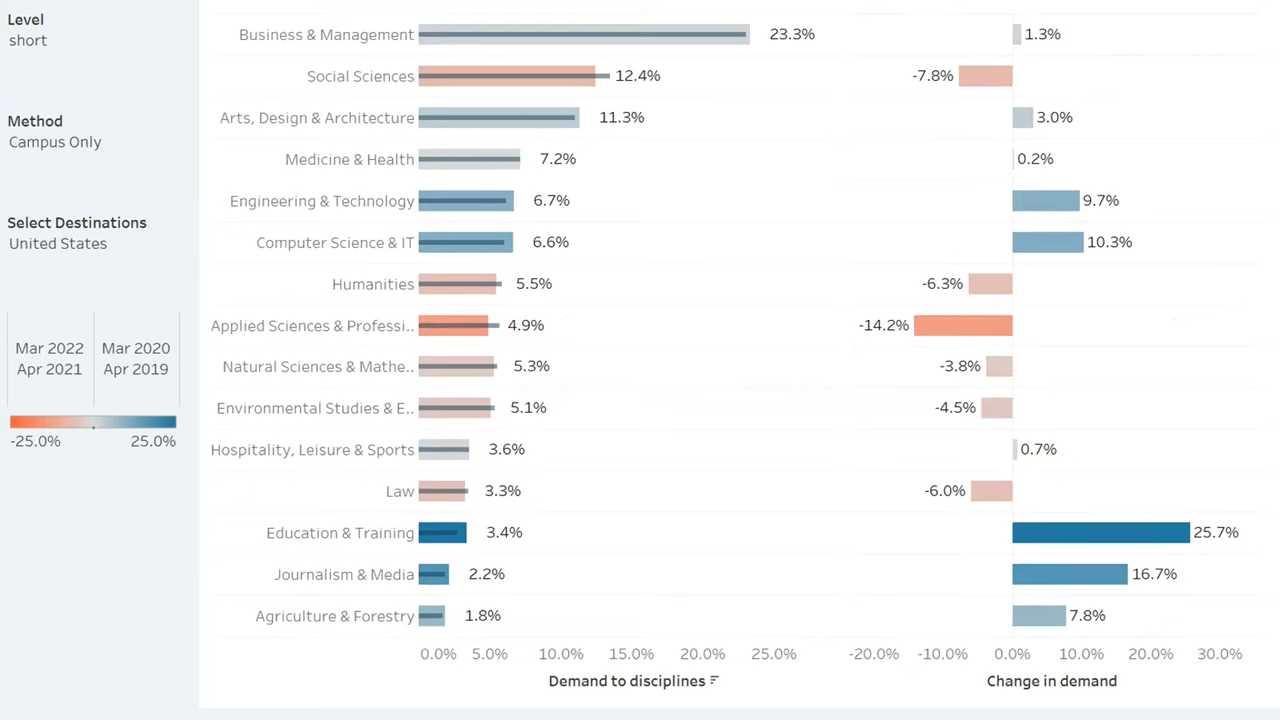 Level
short
Method
Campus Only
Select Destinations
United States
Mar 2022 Mar 2020
Apr 2021 Apr 2019
-25.0% 25.0%
Business & Management 23.3% 1.3%
Social Sciences 12.4% -7.8%
Arts, Design & Architecture 11.3% 3.0%
Medicine & Health 7.2% 0.2%
Engineering & Technology 6.7% 9.7%
Computer Science & IT 6.6% 10.3%
Humanities 5.5% -6.3%
Applied Sciences & Professi.. 4.9% -14.2%
Natural Sciences & Mathe.. 5.3% -3.8%
Environmental Studies & E.. 5.1% -4.5%
Hospitality, Leisure & Sports 3.6% 0.7%
Law 3.3% -6.0%
Education & Training 3.4% 25.7%
Journalism & Media 2.2% 16.7%
Agriculture & Forestry 1.8% 7.8%
0.0% 5.0% 10.0% 15.0% 20.0% 25.0% -20.0% -10.0% 0.0% 10.0% 20.0% 30.0%
Demand to disciplines Change in demand